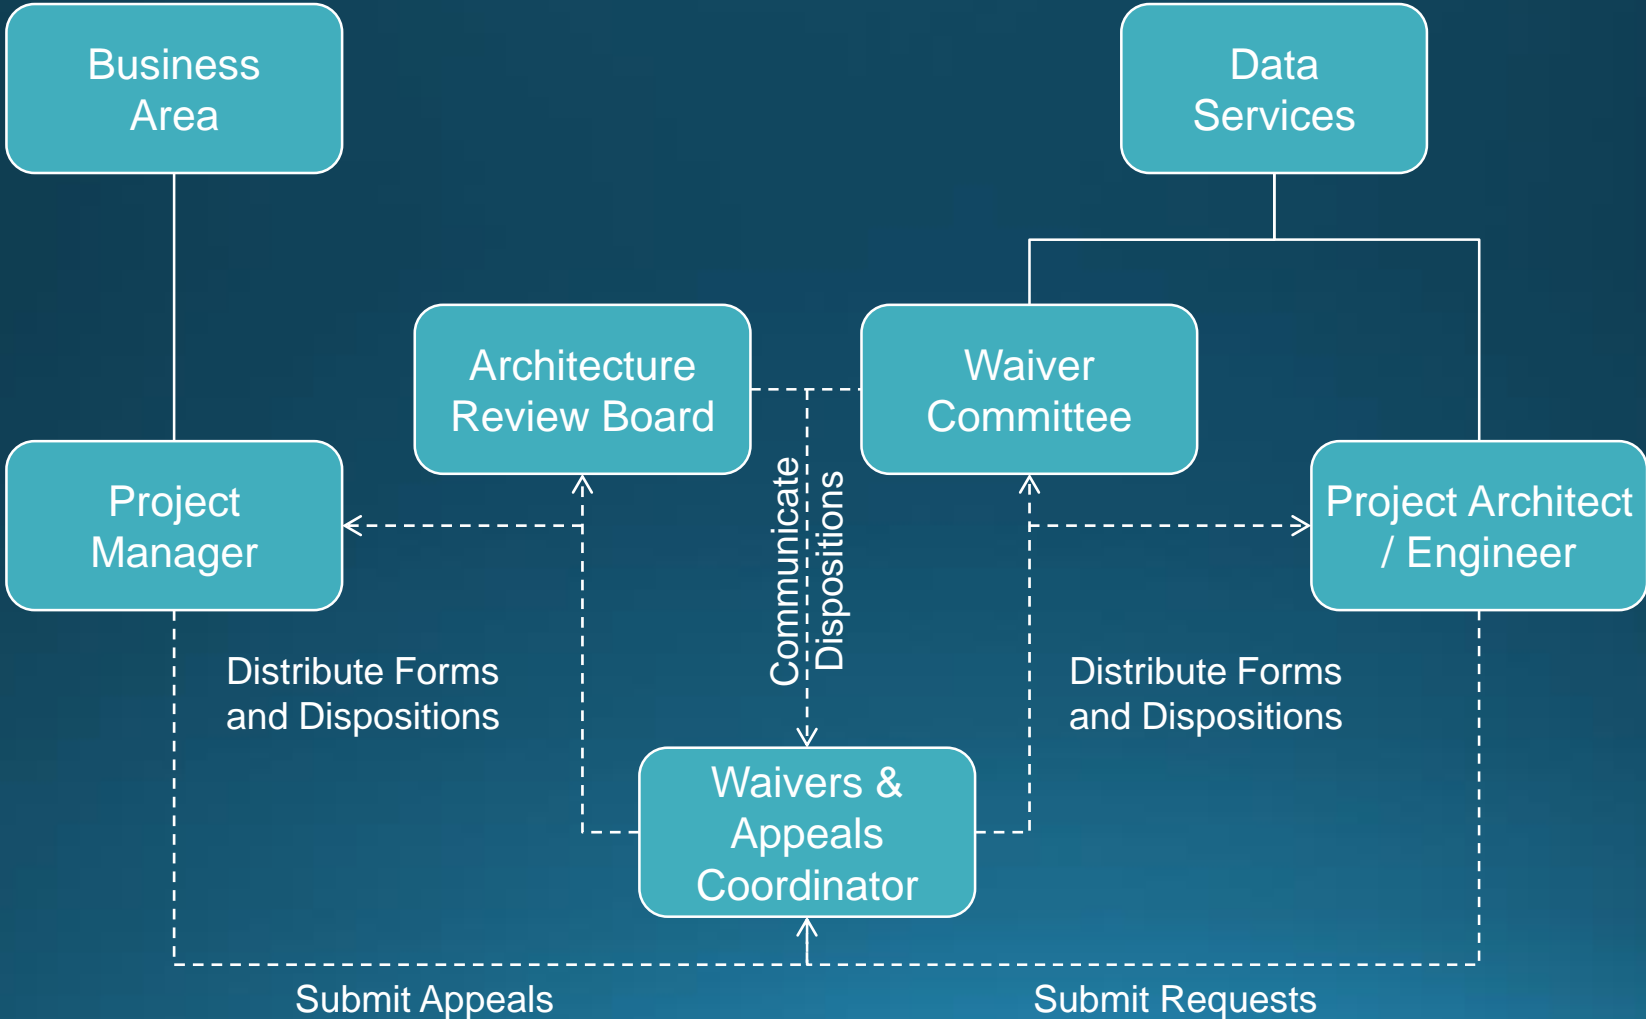 Business
Area
Data
Services
Architecture
Review Board
Waiver
Committee
Project
Manager
Project Architect
/ Engineer
Communicate
Dispositions
Distribute Forms
and Dispositions
Distribute Forms
and Dispositions
Waivers &
Appeals
Coordinator
Submit Appeals
Submit Requests